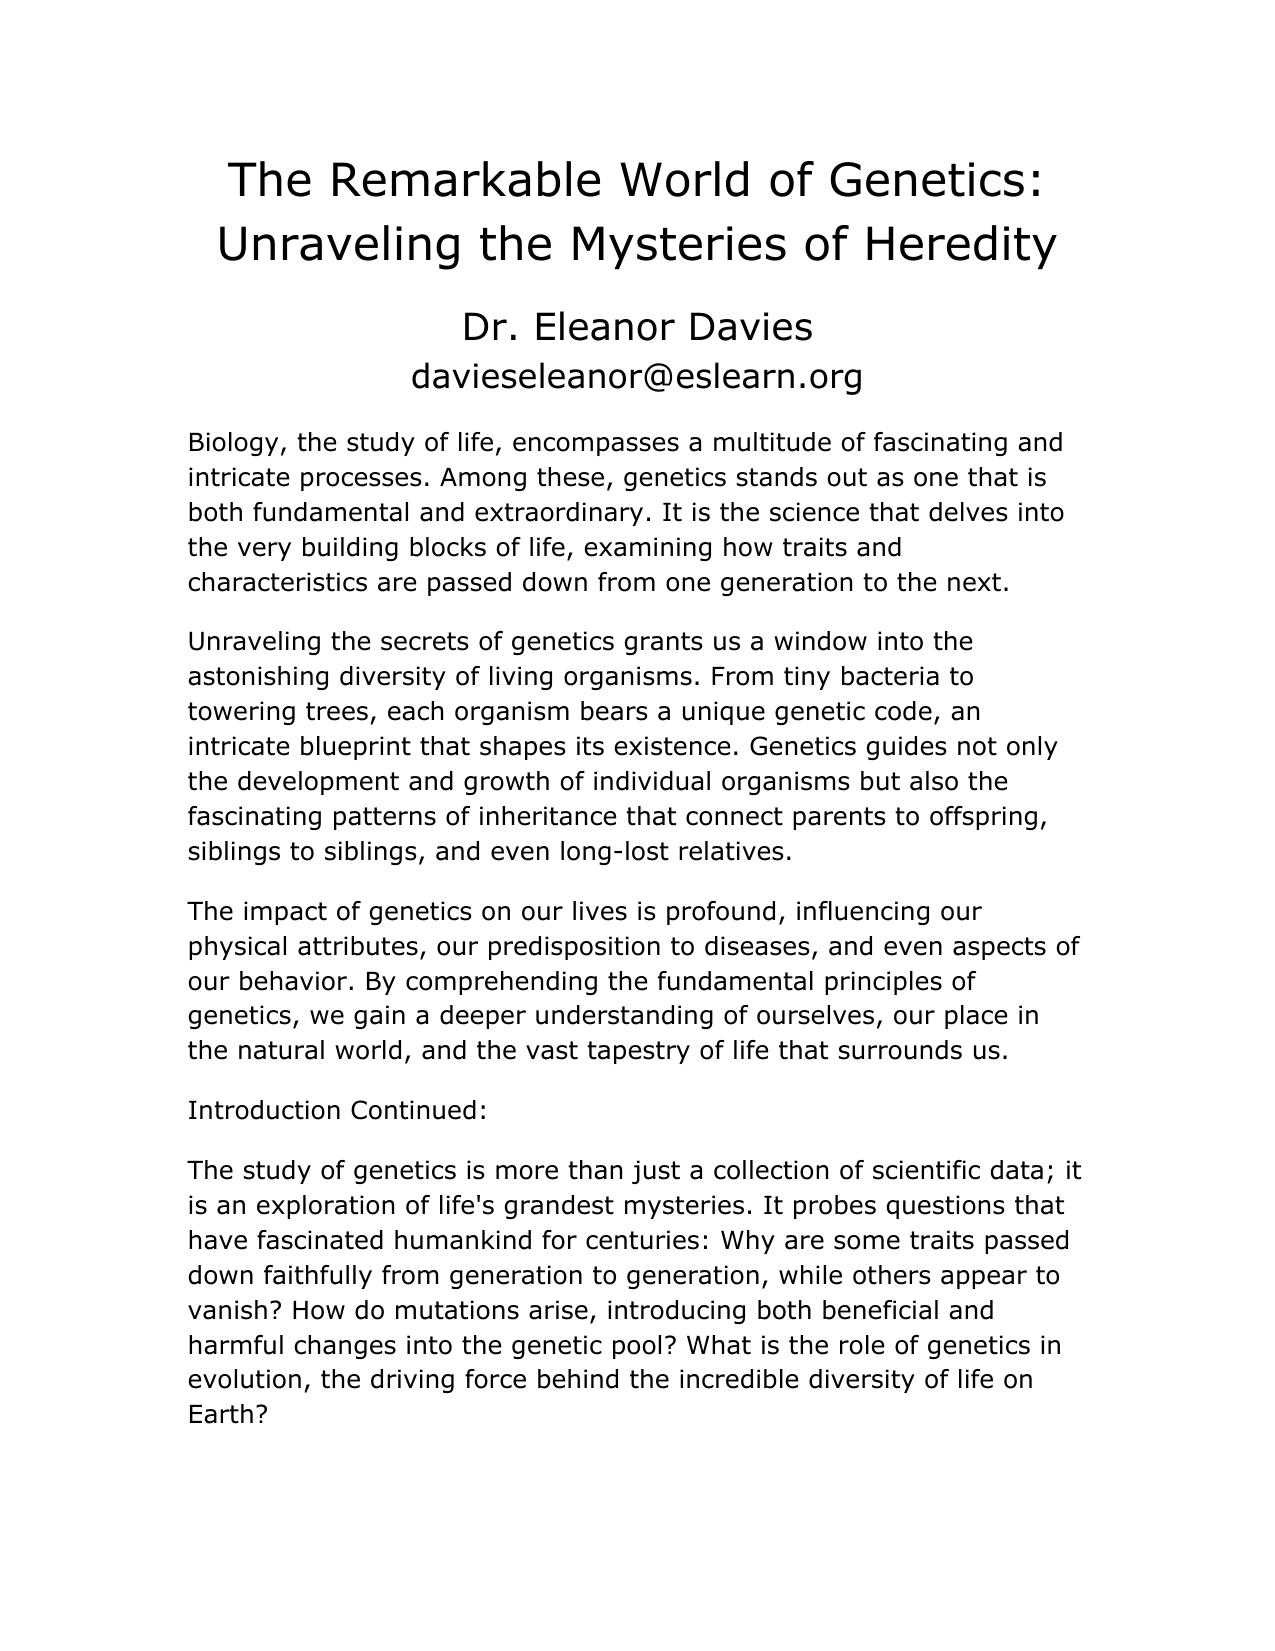 The Remarkable World of Genetics:
Unraveling the Mysteries of Heredity
Dr. Eleanor Davies
davieseleanor@eslearn.org
Biology, the study of life, encompasses a multitude of fascinating and
intricate processes. Among these, genetics stands out as one that is
both fundamental and extraordinary. It is the science that delves into
the very building blocks of life, examining how traits and
characteristics are passed down from one generation to the next.
Unraveling the secrets of genetics grants us a window into the
astonishing diversity of living organisms. From tiny bacteria to
towering trees, each organism bears a unique genetic code, an
intricate blueprint that shapes its existence. Genetics guides not only
the development and growth of individual organisms but also the
fascinating patterns of inheritance that connect parents to offspring,
siblings to siblings, and even long-lost relatives.
The impact of genetics on our lives is profound, influencing our
physical attributes, our predisposition to diseases, and even aspects of
our behavior. By comprehending the fundamental principles of
genetics, we gain a deeper understanding of ourselves, our place in
the natural world, and the vast tapestry of life that surrounds us.
Introduction Continued:
The study of genetics is more than just a collection of scientific data; it
is an exploration of life's grandest mysteries. It probes questions that
have fascinated humankind for centuries: Why are some traits passed
down faithfully from generation to generation, while others appear to
vanish? How do mutations arise, introducing both beneficial and
harmful changes into the genetic pool? What is the role of genetics in
evolution, the driving force behind the incredible diversity of life on
Earth?